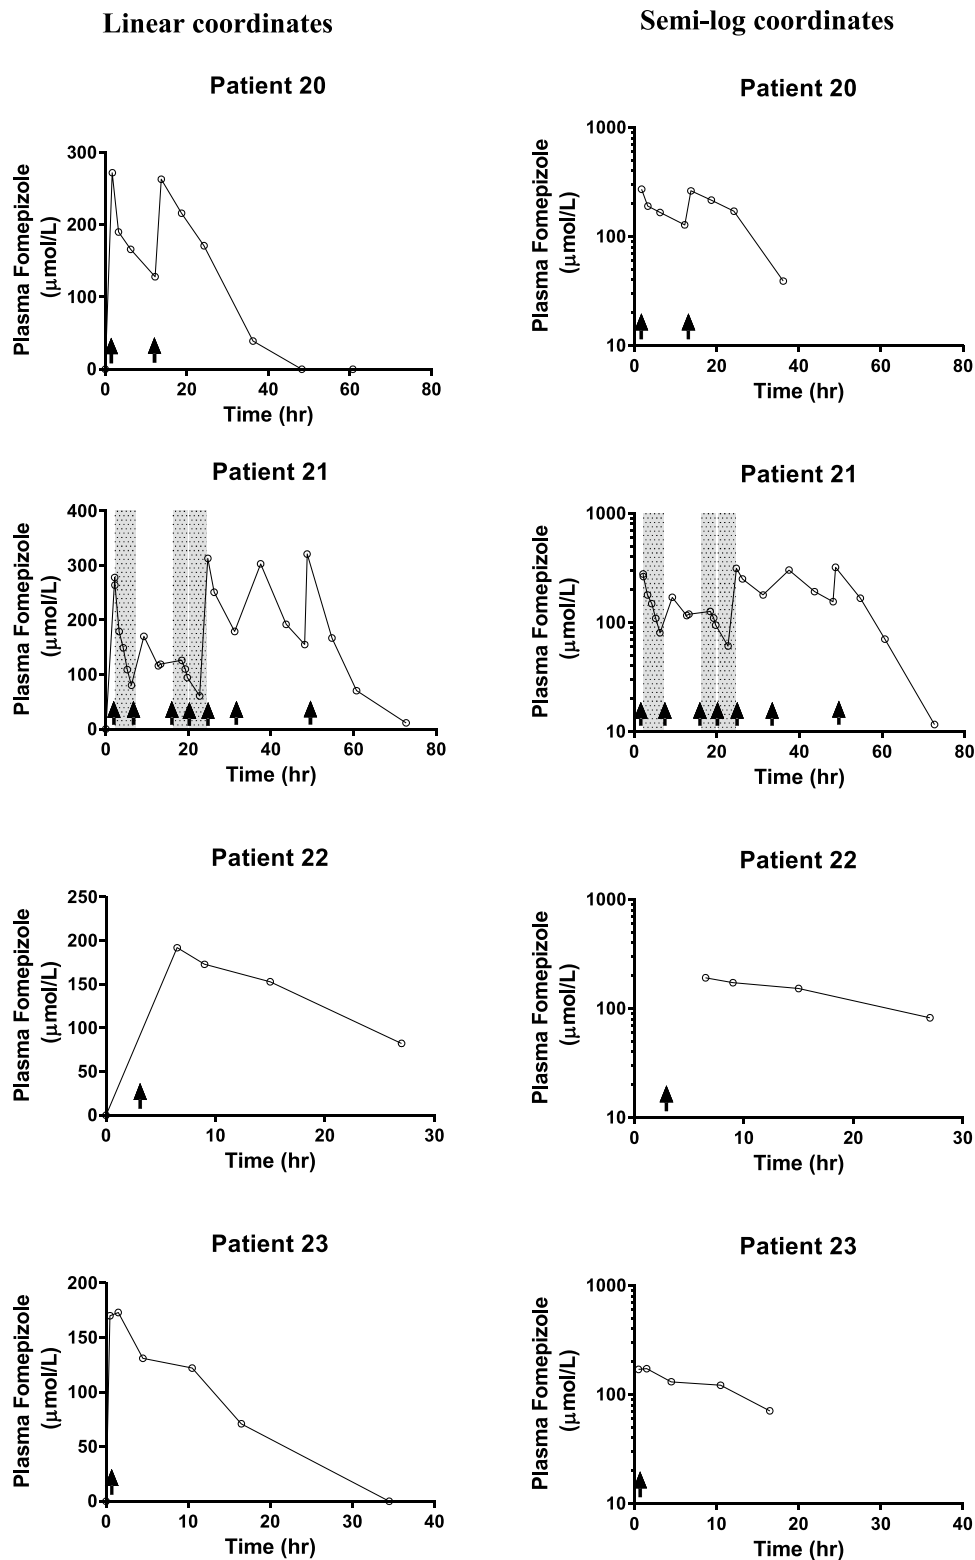 Linear coordinates
Semi-log coordinates
Patient 20
Plasma Fomepizole
(μmol/L)
300
200
100
0
0 20 40 60 80
Time (hr)
Patient 20
Plasma Fomepizole
(μmol/L)
1000
100
10
0 20 40 60 80
Time (hr)
Patient 21
Plasma Fomepizole
(μmol/L)
400
300
200
100
0
0 20 40 60 80
Time (hr)
Patient 21
Plasma Fomepizole
(μmol/L)
1000
100
10
0 20 40 60 80
Time (hr)
Patient 22
Plasma Fomepizole
(μmol/L)
250
200
150
100
50
0
0 10 20 30
Time (hr)
Patient 22
Plasma Fomepizole
(μmol/L)
1000
100
10
0 10 20 30
Time (hr)
Patient 23
Plasma Fomepizole
(μmol/L)
200
150
100
50
0
0 10 20 30 40
Time (hr)
Patient 23
Plasma Fomepizole
(μmol/L)
1000
100
10
0 10 20 30 40
Time (hr)